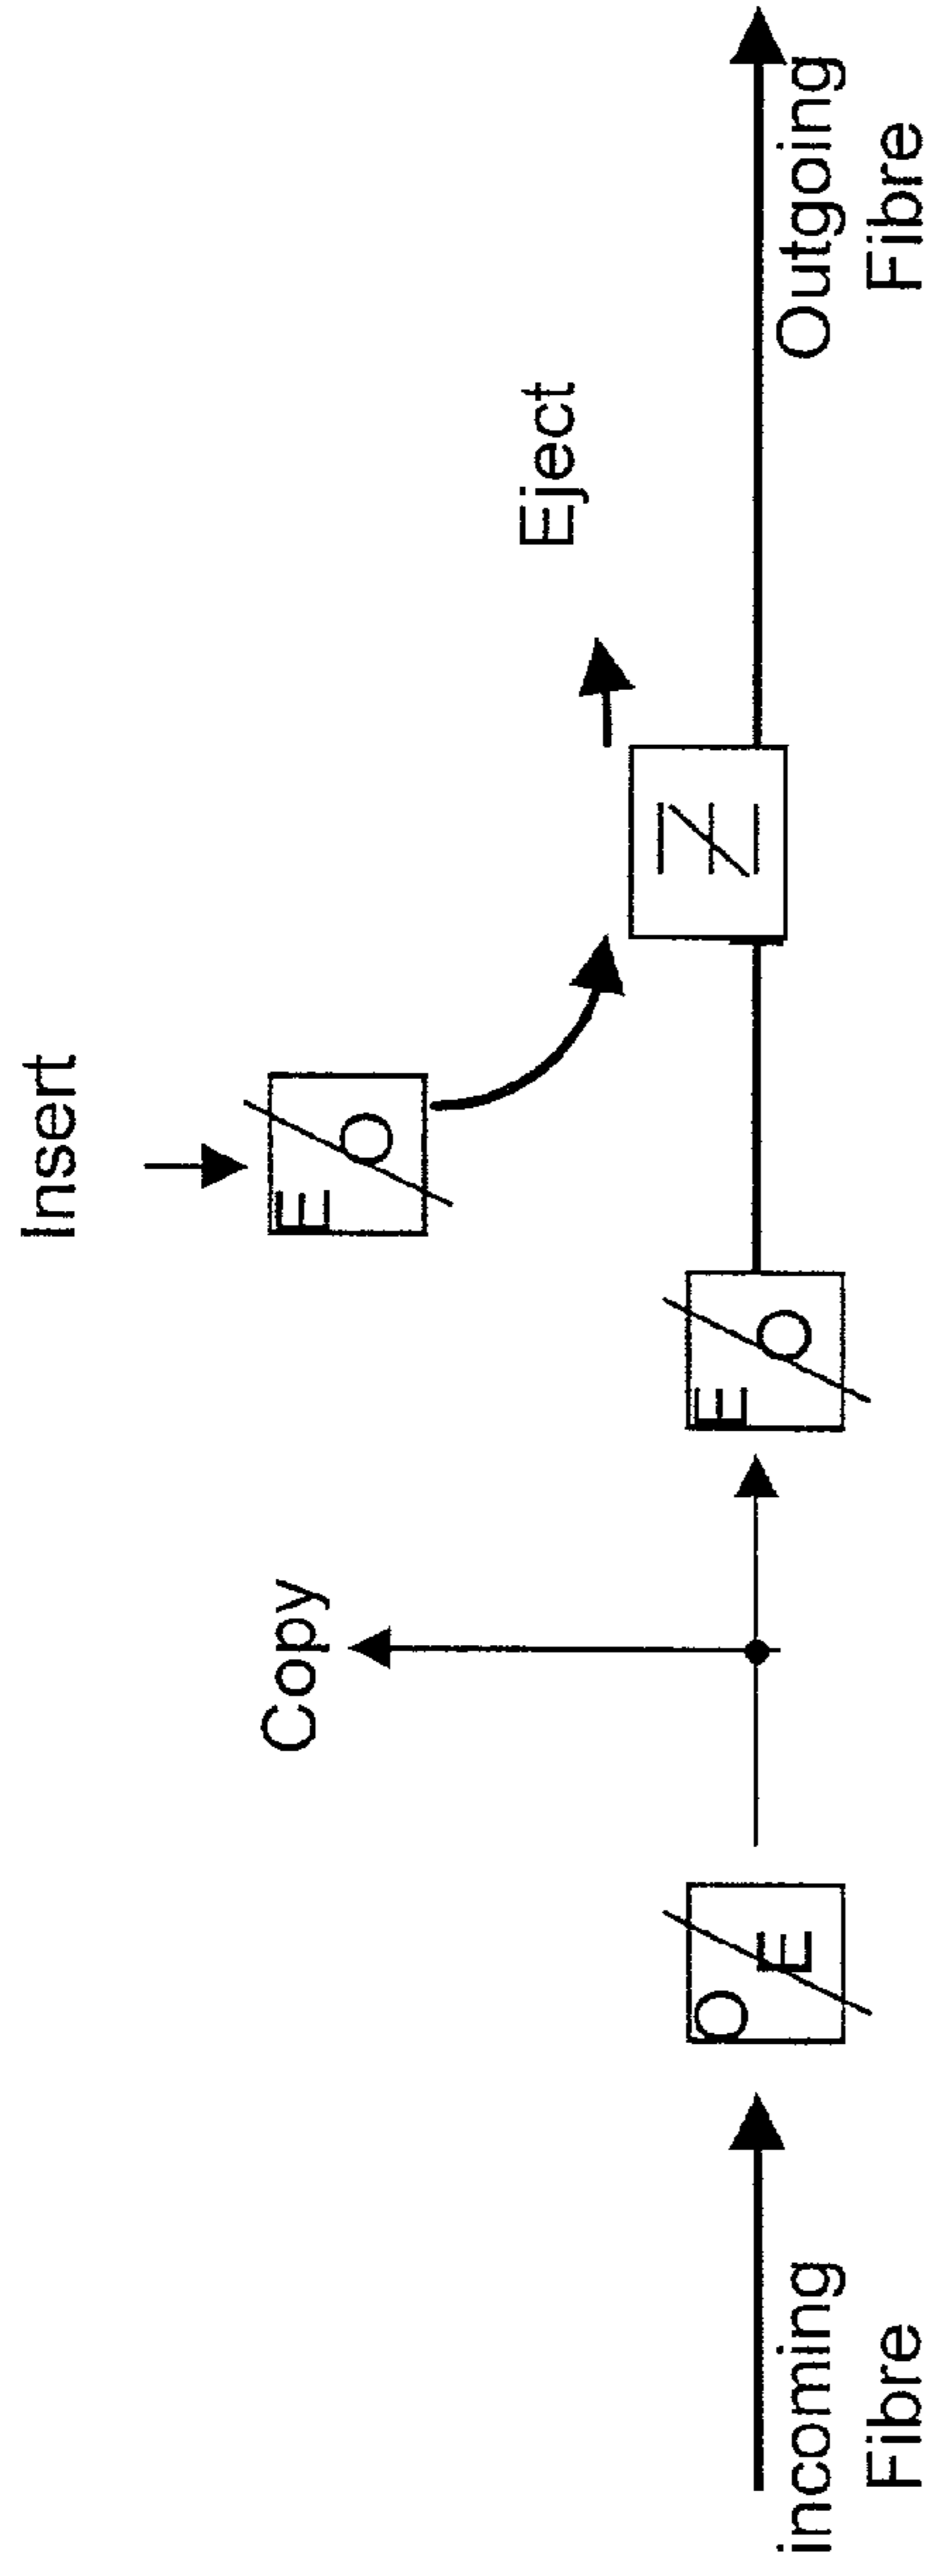 Insert
E
O
Copy
Eject
incoming
Fibre
O
E
E
O
Outgoing
Fibre